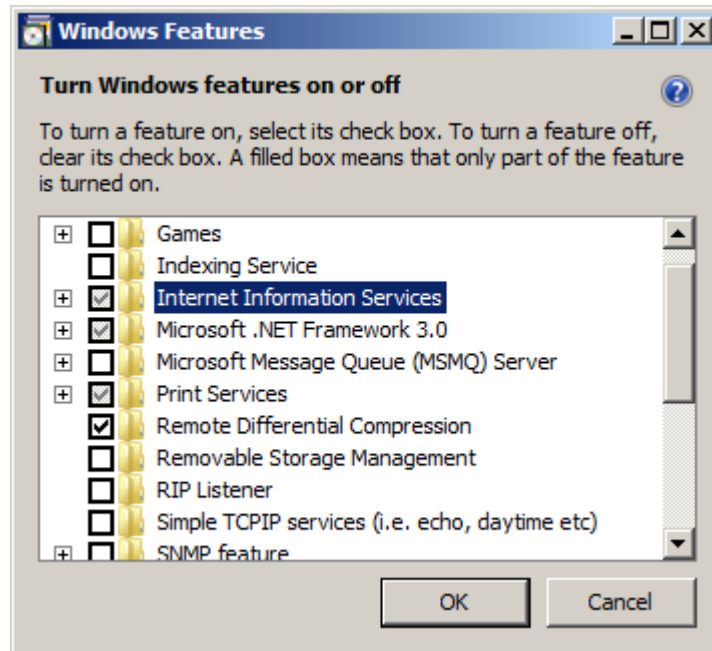 Windows Features
Turn Windows features on or off
To turn a feature on, select its check box. To turn a feature off,
clear its check box. A filled box means that only part of the feature
is turned on.
Games
Indexing Service
Internet Information Services
Microsoft .NET Framework 3.0
Microsoft Message Queue (MSMQ) Server
Print Services
Remote Differential Compression
Removable Storage Management
RIP Listener
Simple TCPIP services (i.e. echo, daytime etc)
SNMP feature
OK Cancel